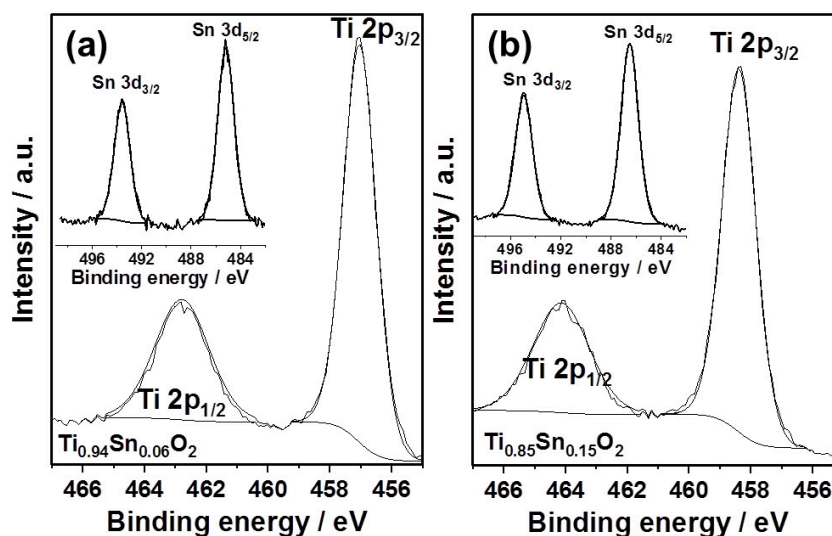 (a)
Sn 3d5/2
Ti 2p3/2
Sn 3d3/2
496 492 488 484
Binding energy / eV
Intensity / a.u.
Ti 2p1/2
Ti0.94Sn0.06O2
466 464 462 460 458 456
Binding energy / eV
(b)
Sn 3d5/2
Ti 2p3/2
Sn 3d3/2
496 492 488 484
Binding energy / eV
Intensity / a.u.
Ti 2p1/2
Ti0.85Sn0.15O2
466 464 462 460 458 456
Binding energy / eV